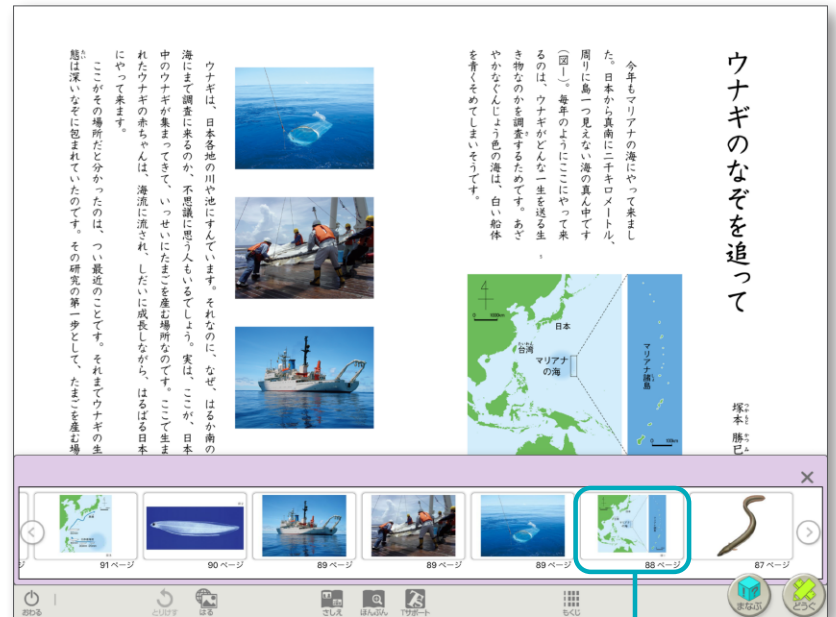 ウナギのなぞを追って
塚本 勝巳
つかもと かつみ
今年もマリアナの海にやって来まし
た。日本から真南に二千キロメートル、
周りに島一つ見えない海の真ん中です
(図1)。毎年のようにここにやって来
るのは、ウナギがどんな一生を送る生
き物なのかを調査するためです。あざ
やかなぐんじょう色の海は、白い船体
を青くそめてしまいそうです。
日本
台湾
たいわん
マリアナ
の海
マリアナ諸島
ウナギは、日本各地の川や池にすんでいます。それなのに、なぜ、はるか南の
海にまで調査に来るのか、不思議に思う人もいるでしょう。実は、ここが、日本
中のウナギが集まってきて、いっせいにたまごを産む場所なのです。ここで生ま
れたウナギの赤ちゃんは、海流に流され、しだいに成長しながら、はるばる日本
にやって来ます。
ここがその場所だと分かったのは、つい最近のことです。それまでウナギの生
態は深いなぞに包まれていたのです。その研究の第一歩として、たまごを産む場
91 ページ
90 ページ
89 ページ
89 ページ
89 ページ
88 ページ
87 ページ
おわる
とりけす
はる
さしえ
ほんぶん
Tサポート
もくじ
まなぶ
どうぐ